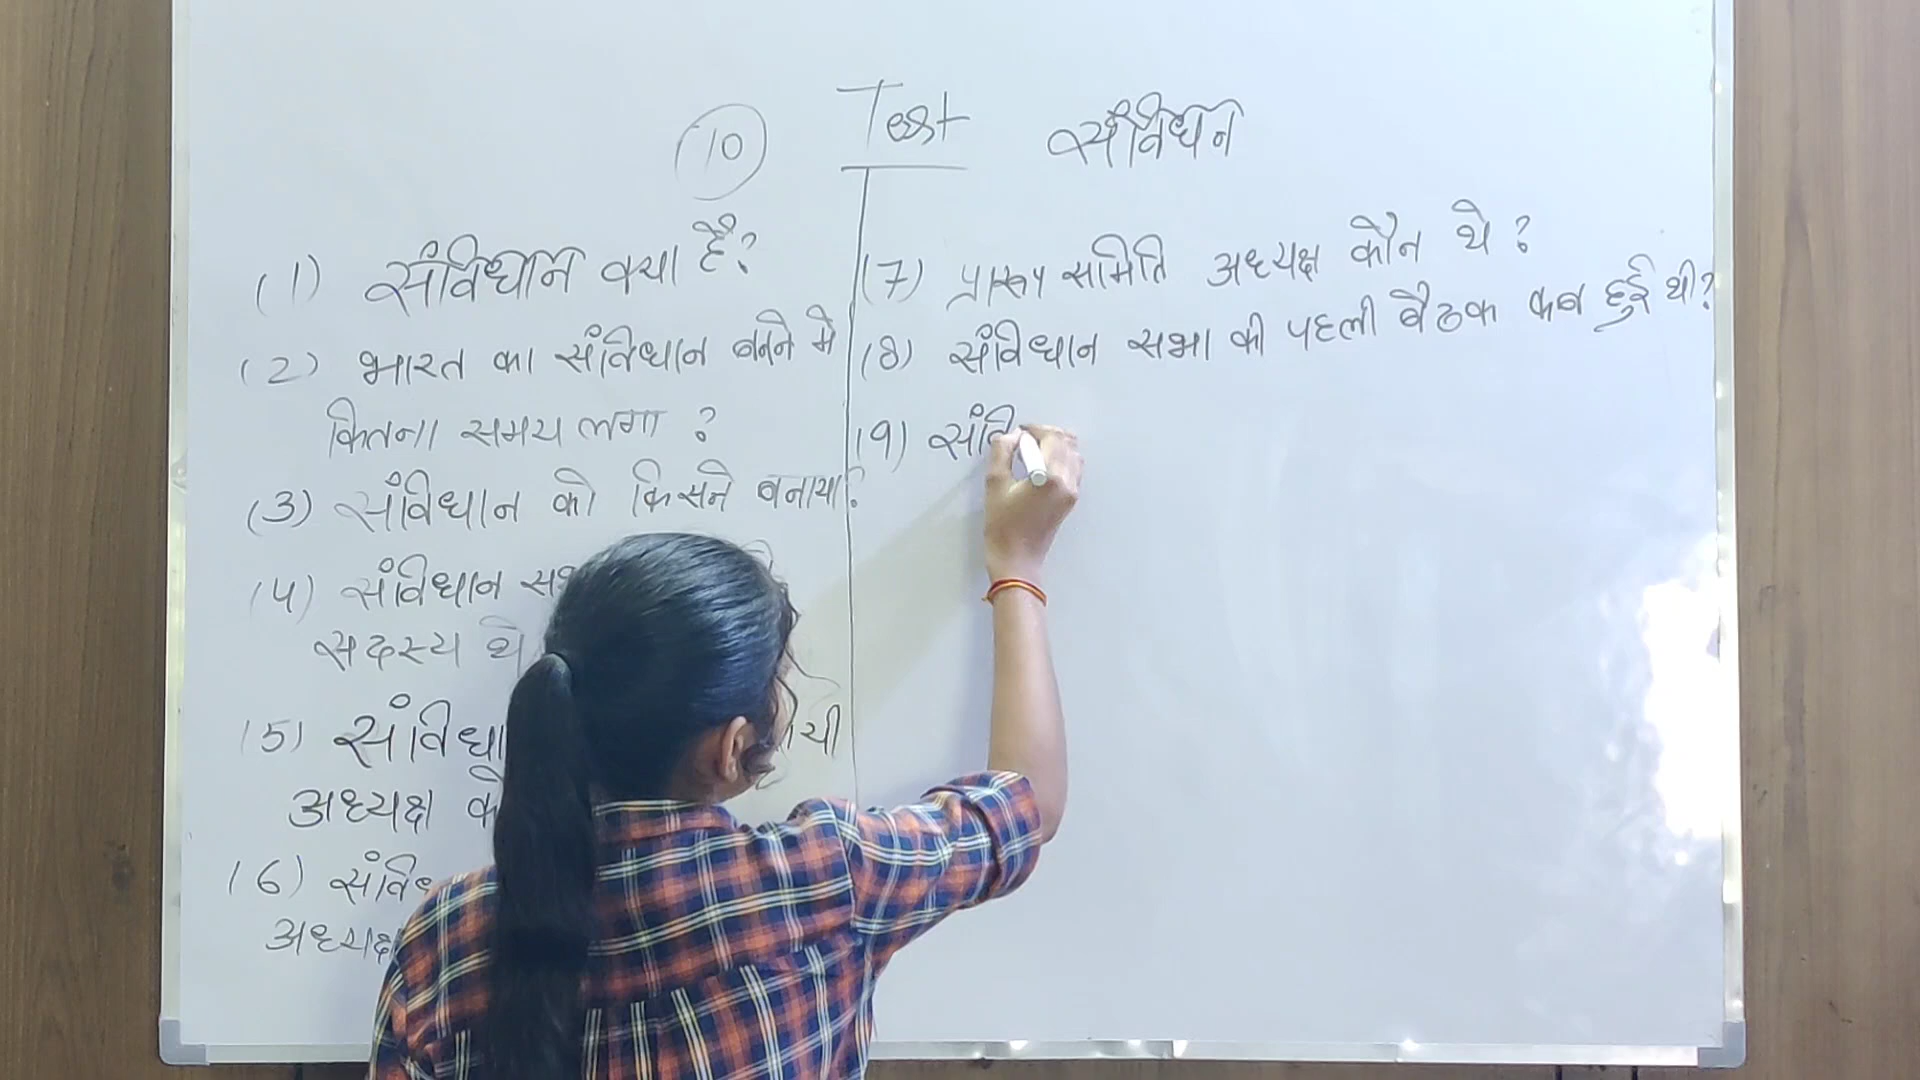 10 Test संविधान
(1) संविधान क्या है?
(2) भारत का संविधान बनने मे
कितना समय लगा ?
(3) संविधान को किसने बनाया?
(4) संविधान
सदस्य थे
(5)
अध्यक्ष
(6)
अध्यक्ष
(7) प्रारूप समिति अध्यक्ष कौन थे ?
(8) संविधान सभा की पहली बैठक कब हुई थी?
(9)